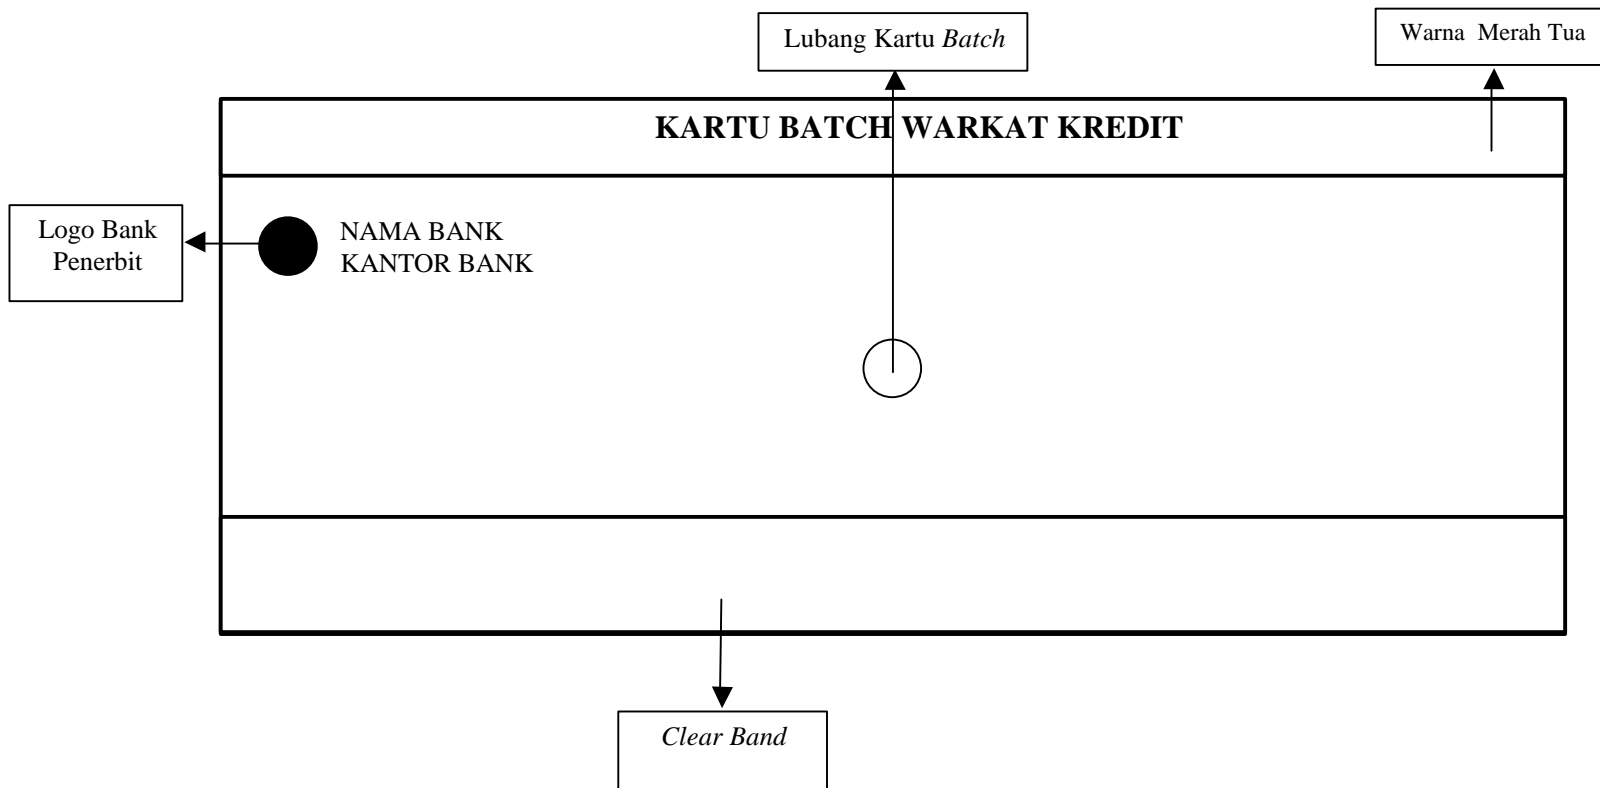 Lubang Kartu Batch
Warna Merah Tua
KARTU BATCH WARKAT KREDIT
Logo Bank
Penerbit
NAMA BANK
KANTOR BANK
Clear Band